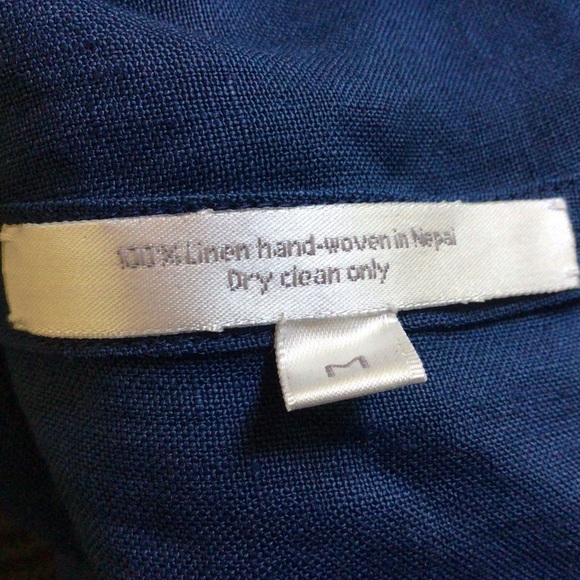 100% Linen hand-woven in Nepal
Dry clean only
M